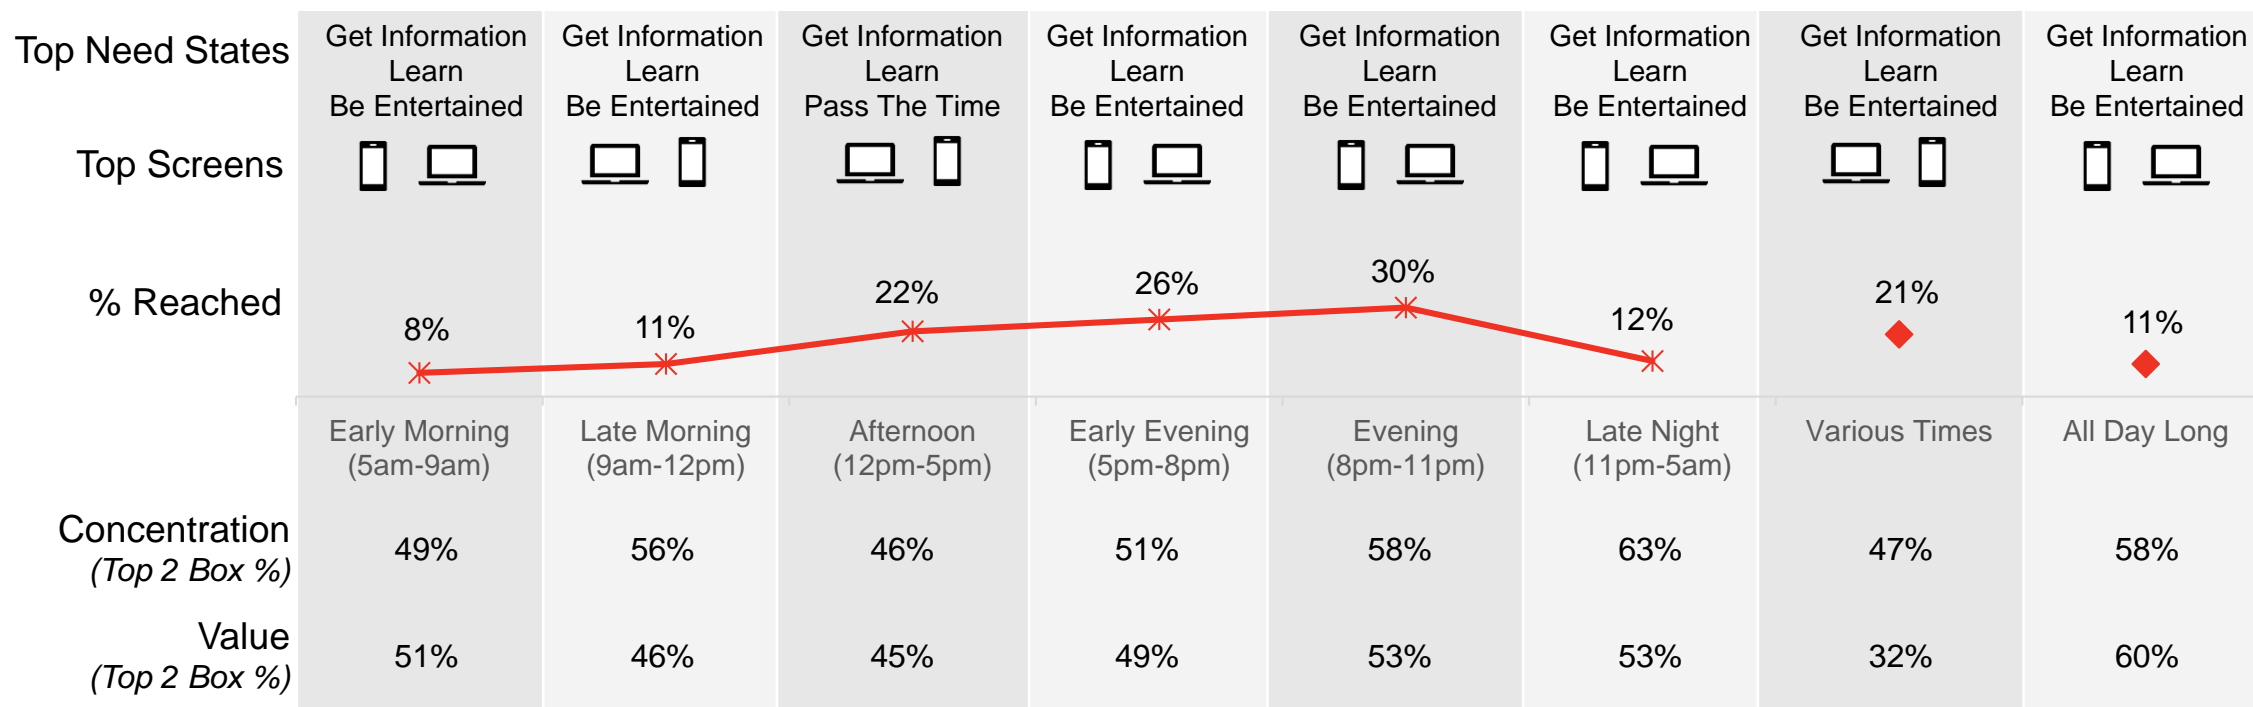 Top Need States
Get Information
Learn
Be Entertained
Get Information
Learn
Be Entertained
Get Information
Learn
Pass The Time
Get Information
Learn
Be Entertained
Get Information
Learn
Be Entertained
Get Information
Learn
Be Entertained
Get Information
Learn
Be Entertained
Get Information
Learn
Be Entertained
Top Screens
% Reached
8%
11%
22%
26%
30%
12%
21%
11%
Early Morning
(5am-9am)
Late Morning
(9am-12pm)
Afternoon
(12pm-5pm)
Early Evening
(5pm-8pm)
Evening
(8pm-11pm)
Late Night
(11pm-5am)
Various Times
All Day Long
Concentration
(Top 2 Box %)
49%
56%
46%
51%
58%
63%
47%
58%
Value
(Top 2 Box %)
51%
46%
45%
49%
53%
53%
32%
60%